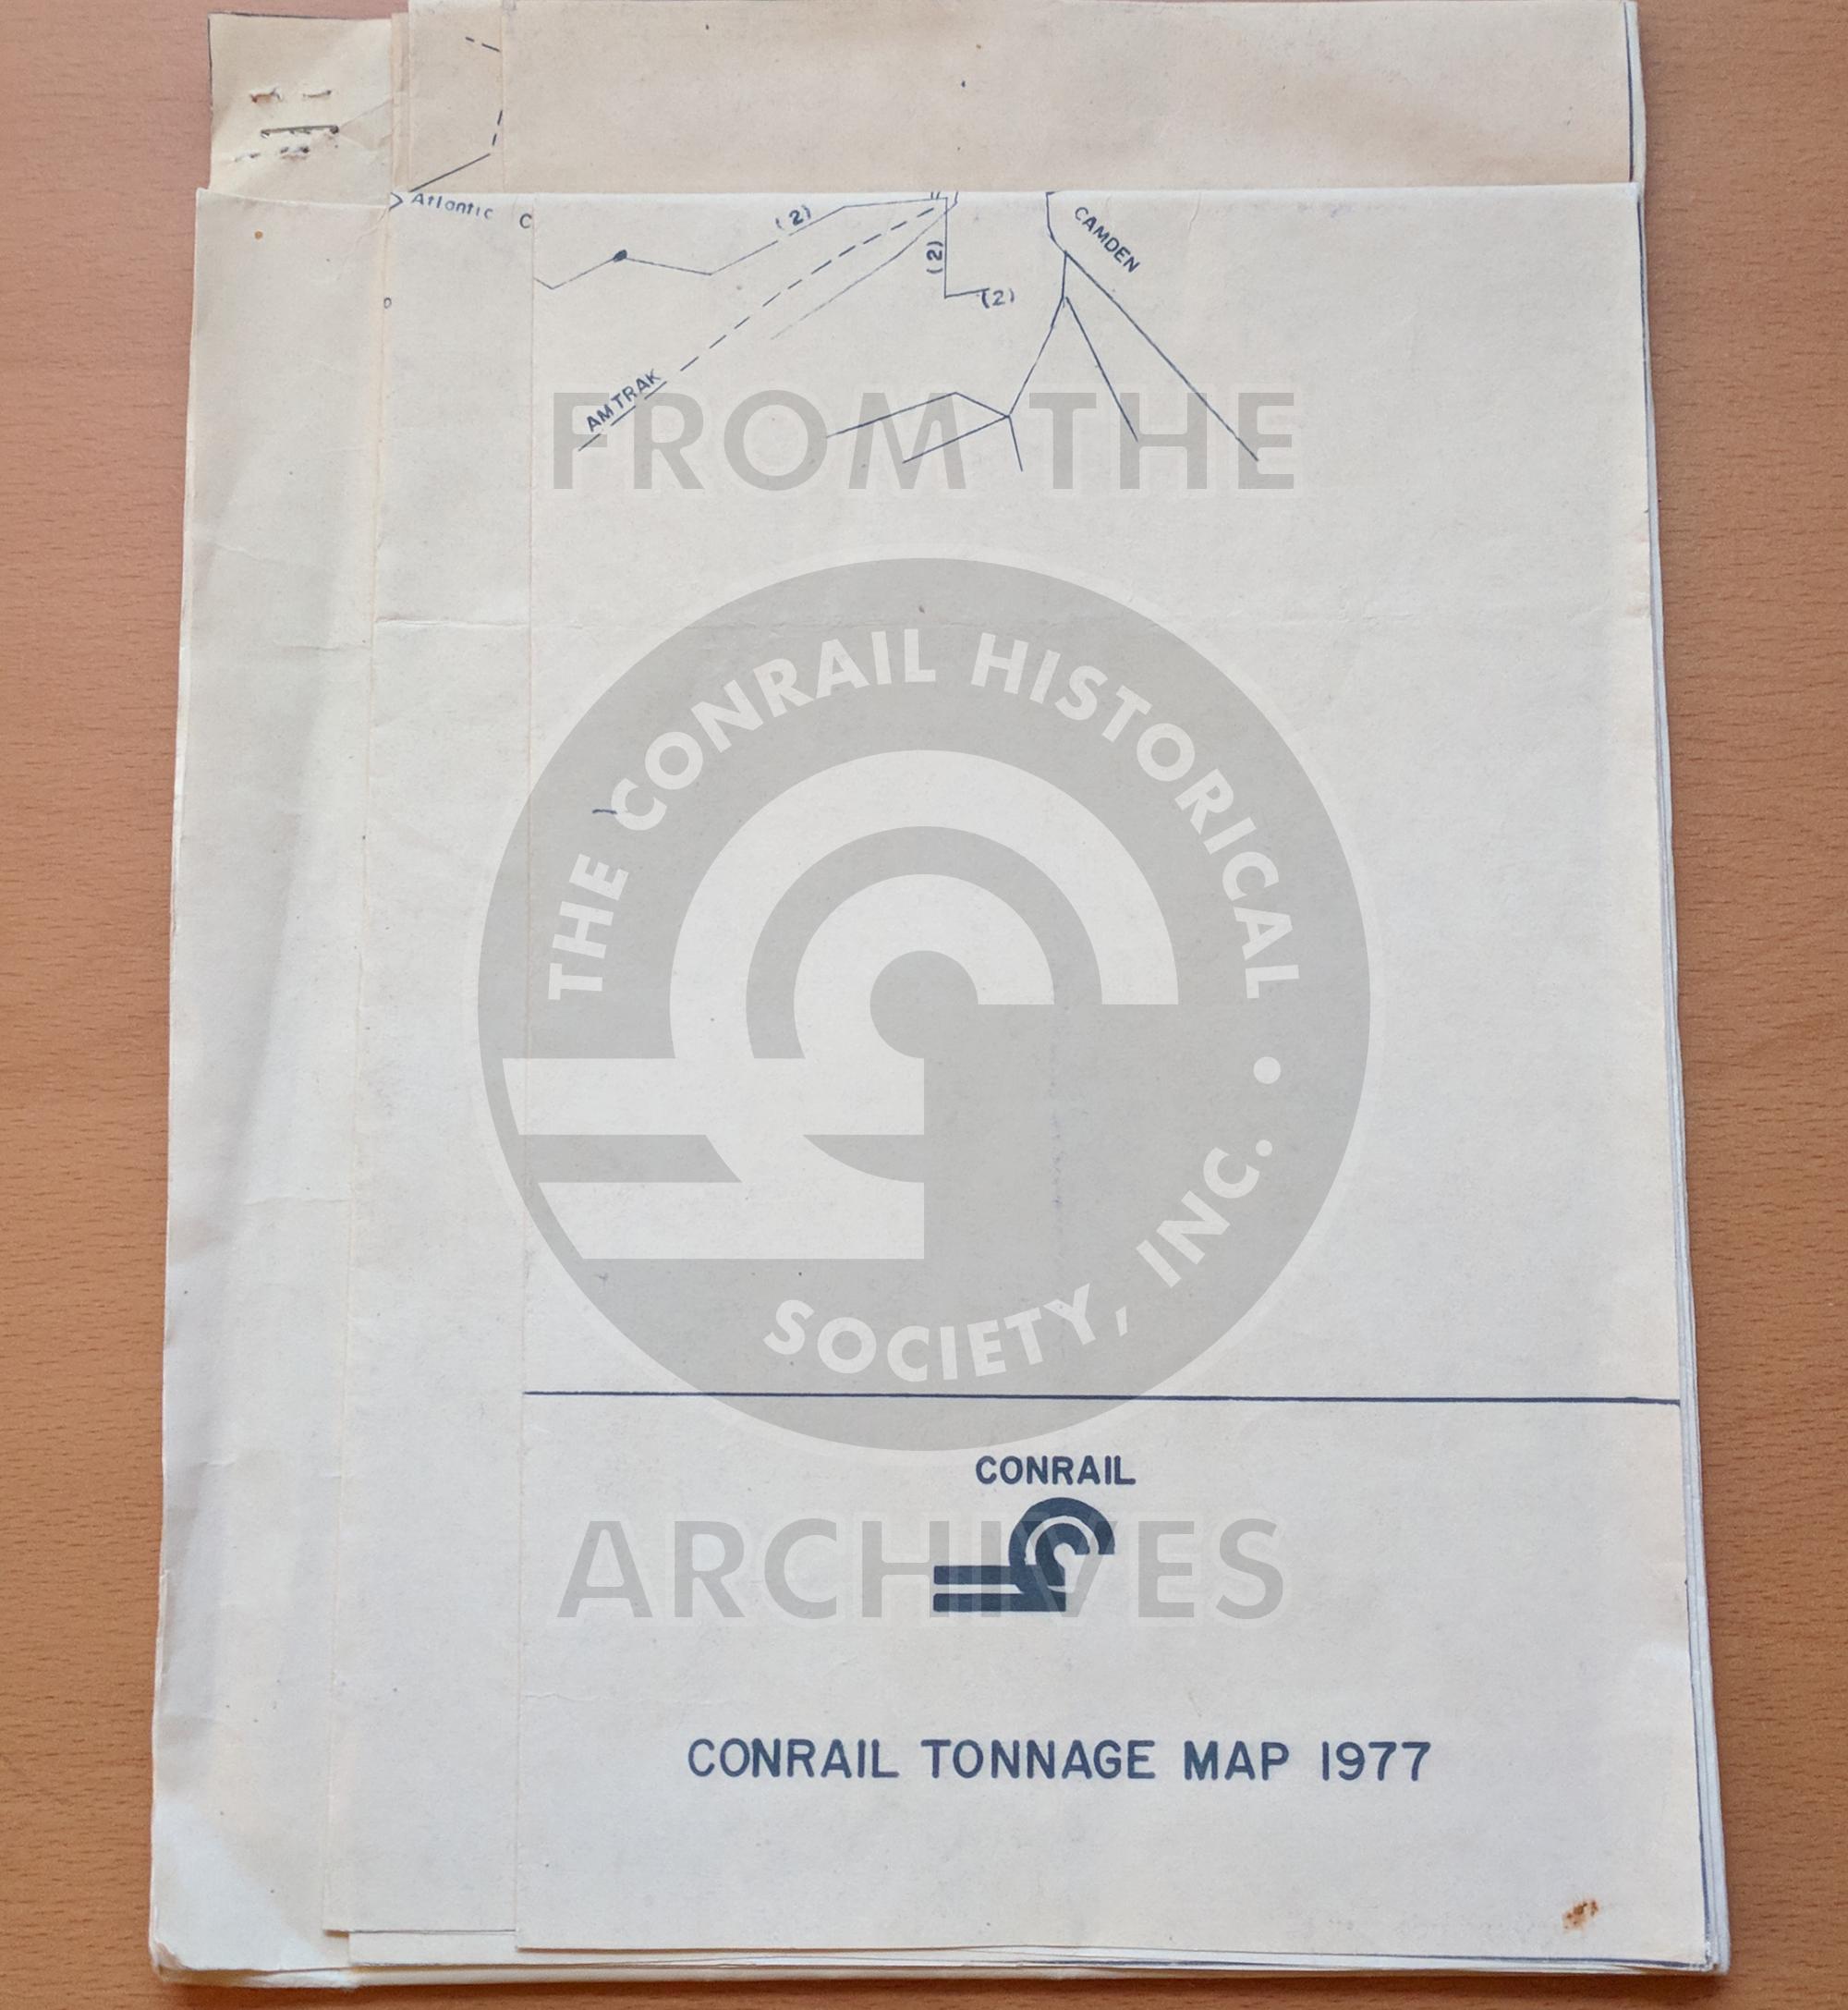 Atlantic C
(2)
(2)
(2)
CAMDEN
AMTRAK
FROM THE
THE CONRAIL HISTORICAL
SOCIETY, INC.
CONRAIL
ARCHIVES
CONRAIL TONNAGE MAP 1977